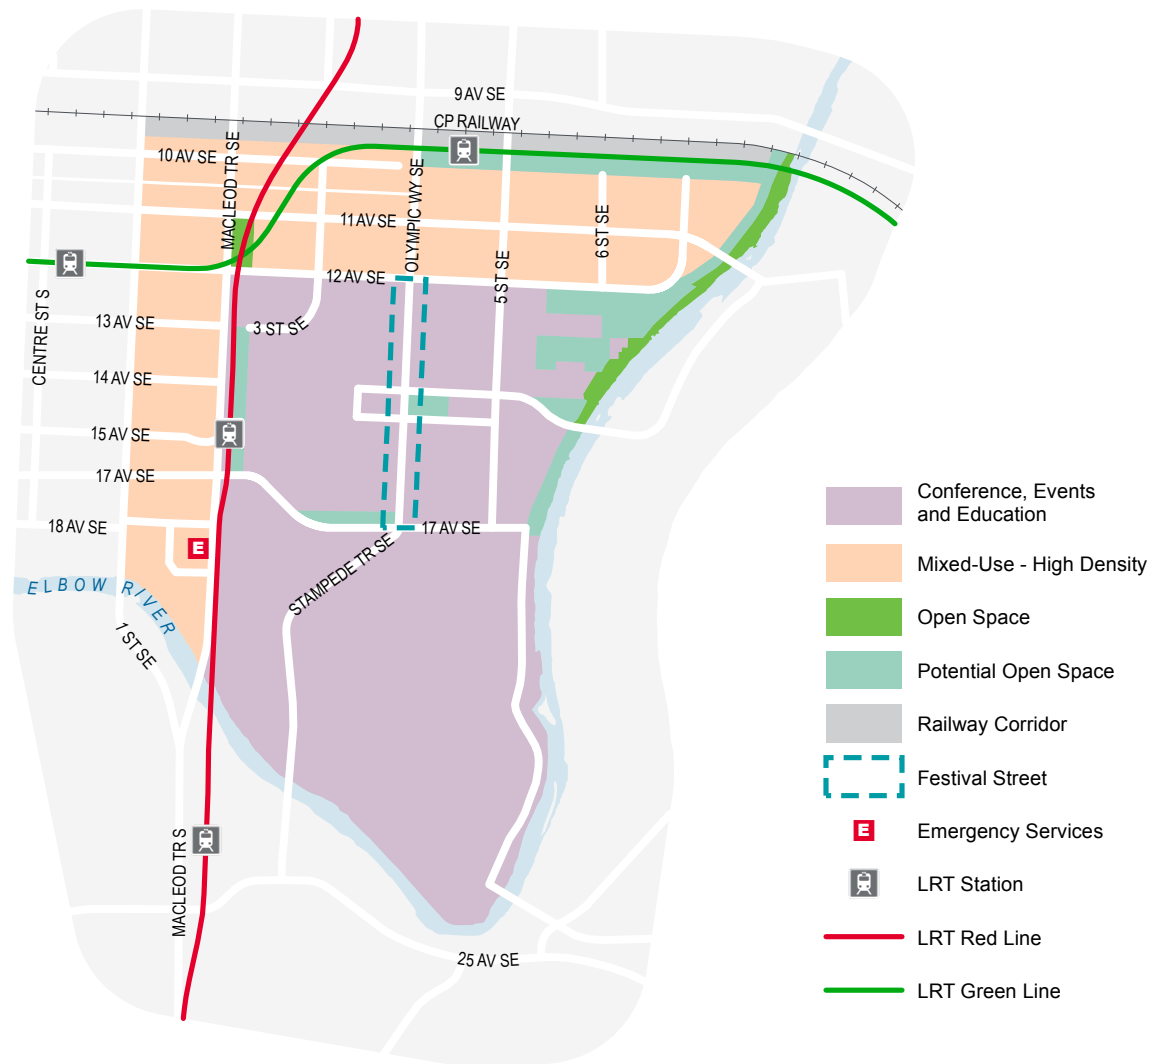 9 AV SE
CP RAILWAY
10 AV SE
MACLEOD TR SE
OLYMPIC WY SE
11 AV SE
6 ST SE
5 ST SE
12 AV SE
CENTRE ST S
13 AV SE
3 ST SE
14 AV SE
15 AV SE
17 AV SE
18 AV SE
17 AV SE
E
STAMPEDE TR SE
ELBOW RIVER
1 ST SE
MACLEOD TR S
25 AV SE
Conference, Events
and Education
Mixed-Use - High Density
Open Space
Potential Open Space
Railway Corridor
Festival Street
E
Emergency Services
LRT Station
LRT Red Line
LRT Green Line